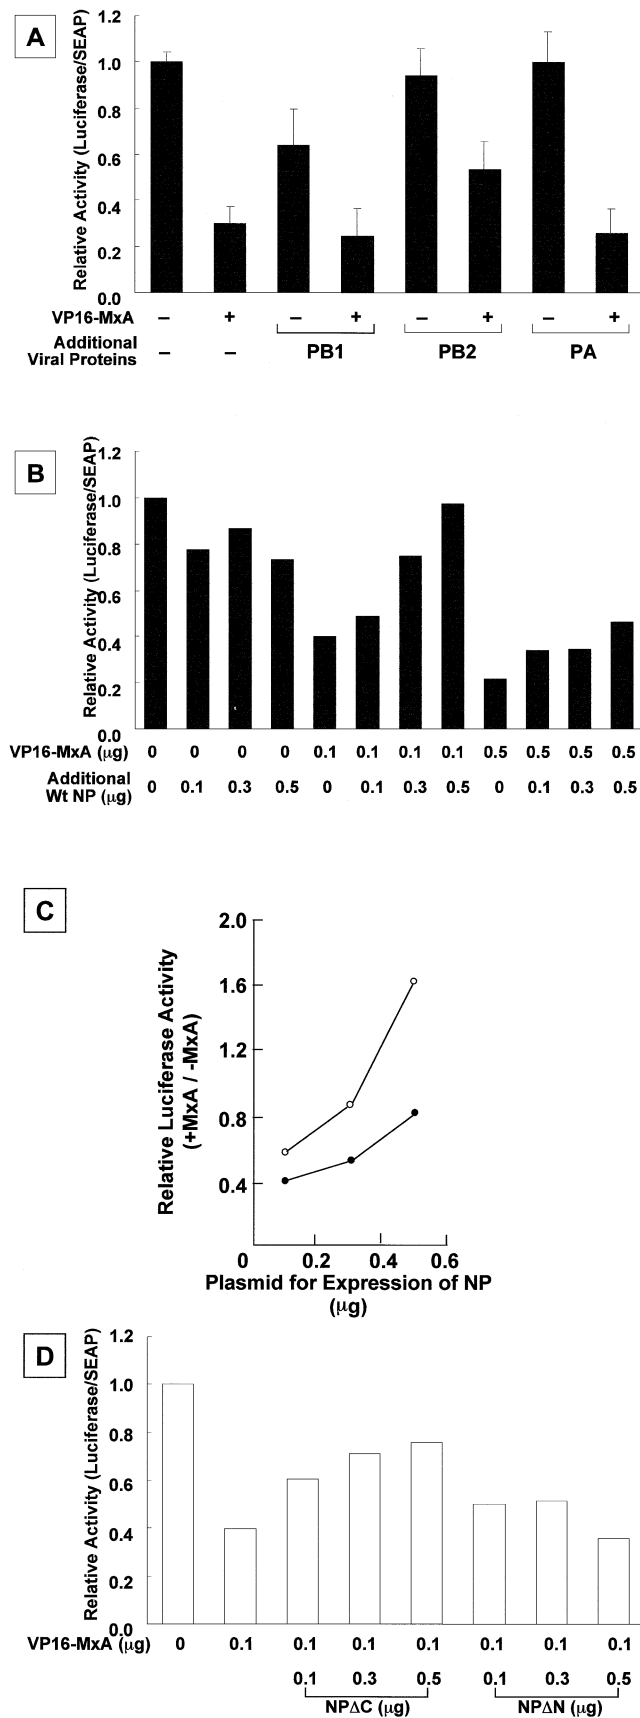 A
Relative Activity (Luciferase/SEAP)
1.2
1.0
0.8
0.6
0.4
0.2
0.0
VP16-MxA – + – + – + – +
Additional
Viral Proteins – – PB1 PB2 PA
B
Relative Activity (Luciferase/SEAP)
1.2
1.0
0.8
0.6
0.4
0.2
0.0
VP16-MxA (μg) 0 0 0 0 0.1 0.1 0.1 0.1 0.5 0.5 0.5 0.5
Additional
Wt NP (μg) 0 0.1 0.3 0.5 0 0.1 0.3 0.5 0 0.1 0.3 0.5
C
Relative Luciferase Activity
(+MxA / -MxA)
2.0
1.6
1.2
0.8
0.4
0 0.2 0.4 0.6
Plasmid for Expression of NP
(μg)
D
Relative Activity (Luciferase/SEAP)
1.2
1.0
0.8
0.6
0.4
0.2
0.0
VP16-MxA (μg) 0 0.1 0.1 0.1 0.1 0.1 0.1 0.1
0.1 0.3 0.5 0.1 0.3 0.5
NPΔC (μg) NPΔN (μg)